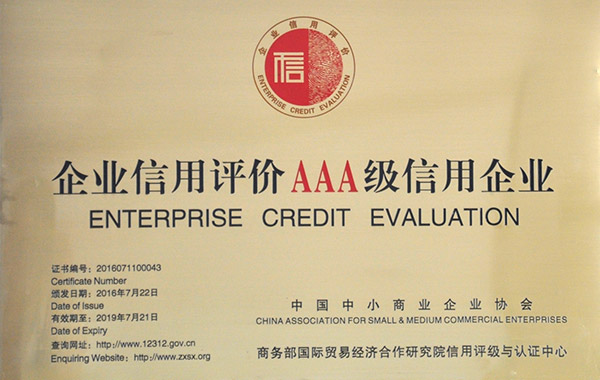 企业信用评价
信
ENTERPRISE CREDIT EVALUATION
企业信用评价AAA级信用企业
ENTERPRISE CREDIT EVALUATION
证书编号：2016071100043
Certificate Number
颁发日期：2016年7月22日
Date of Issue
有效期至：2019年7月21日
Date of Expiry
查询网址：http://www.12312.gov.cn
Enquiring Website：http://www.zxsx.org
中国中小商业企业协会
CHINA ASSOCIATION FOR SMALL & MEDIUM COMMERCIAL ENTERPRISES
商务部国际贸易经济合作研究院信用评级与认证中心